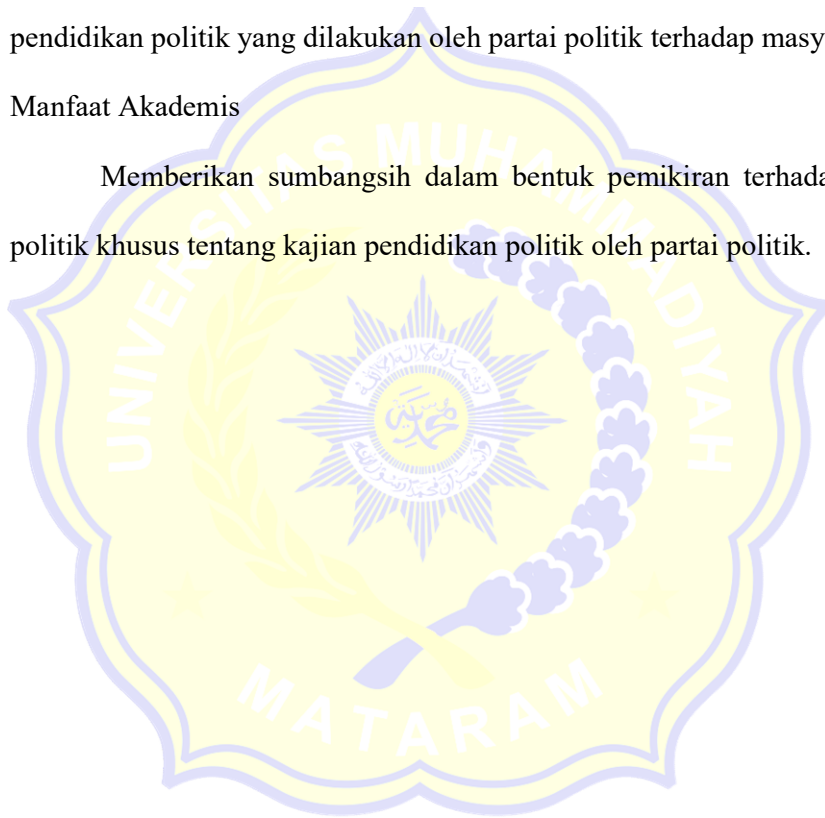 pendidikan politik yang dilakukan oleh partai politik terhadap masy
Manfaat Akademis
Memberikan sumbangsih dalam bentuk pemikiran terhada
politik khusus tentang kajian pendidikan politik oleh partai politik.
UNIVERSITAS MUHAMMADIYAH
MATARAM